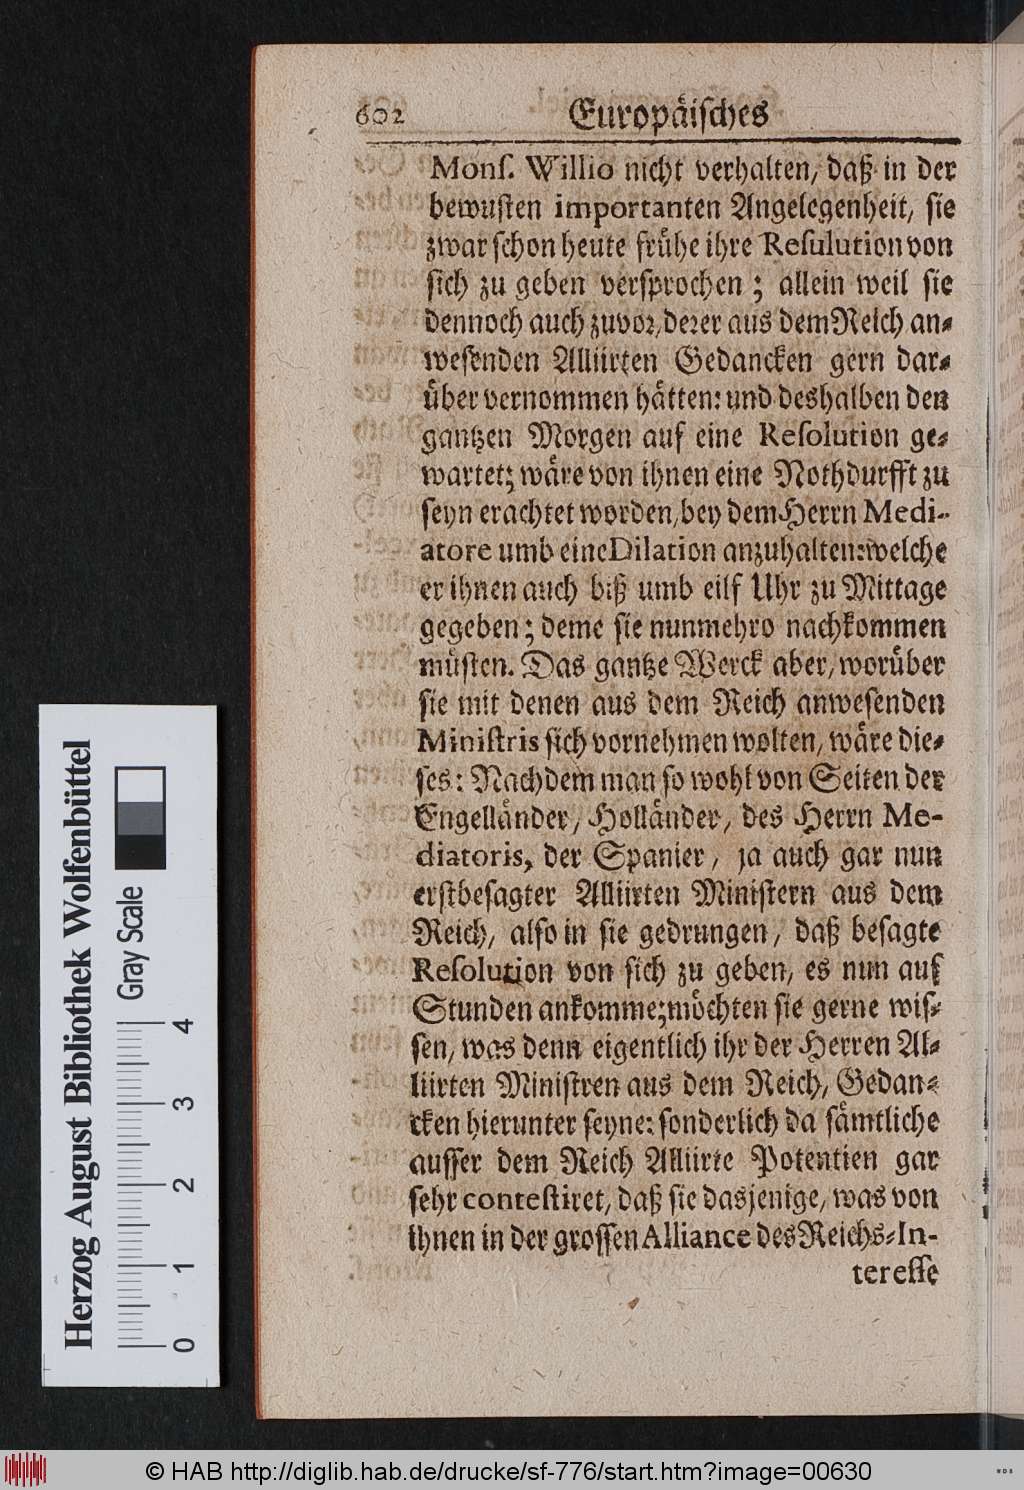 602 Europäisches
Monſ. Willio nicht verhalten, daß in der
bewuſten importanten Angelegenheit, ſie
zwar ſchon heute frühe ihre Reſulution von
ſich zu geben verſprochen; allein weil ſie
dennoch auch zuvor, derer aus dem Reich an-
weſenden Alliirten Gedancken gern dar-
über vernommen hätten: und deshalben den
gantzen Morgen auf eine Reſolution ge-
wartet; wäre von ihnen eine Nothdurfft zu
ſeyn erachtet worden, bey dem Herrn Medi-
atore umb eine Dilation anzuhalten: welche
er ihnen auch biß umb eilf Uhr zu Mittage
gegeben; deme ſie nunmehro nachkommen
müſten. Das gantze Werck aber, worüber
ſie mit denen aus dem Reich anweſenden
Miniſtris ſich vornehmen wolten, wäre die-
ſes: Nachdem man ſo wohl von Seiten der
Engelländer, Holländer, des Herrn Me-
diatoris, der Spanier, ja auch gar nun
erſtbeſagter Alliirten Miniſtern aus dem
Reich, alſo in ſie gedrungen, daß beſagte
Reſolution von ſich zu geben, es nun auf
Stunden ankomme; möchten ſie gerne wiſ-
ſen, was denn eigentlich ihr der Herren Al-
liirten Miniſtren aus dem Reich, Gedan-
cken hierunter ſeyne: ſonderlich da ſämtliche
auſſer dem Reich Alliirte Potentien gar
ſehr conteſtiret, daß ſie dasjenige, was von
ihnen in der groſſen Alliance des Reichs-In-
tereſſe
Herzog August Bibliothek Wolfenbüttel
Gray Scale
0 1 2 3 4
© HAB http://diglib.hab.de/drucke/sf-776/start.htm?image=00630
WDB